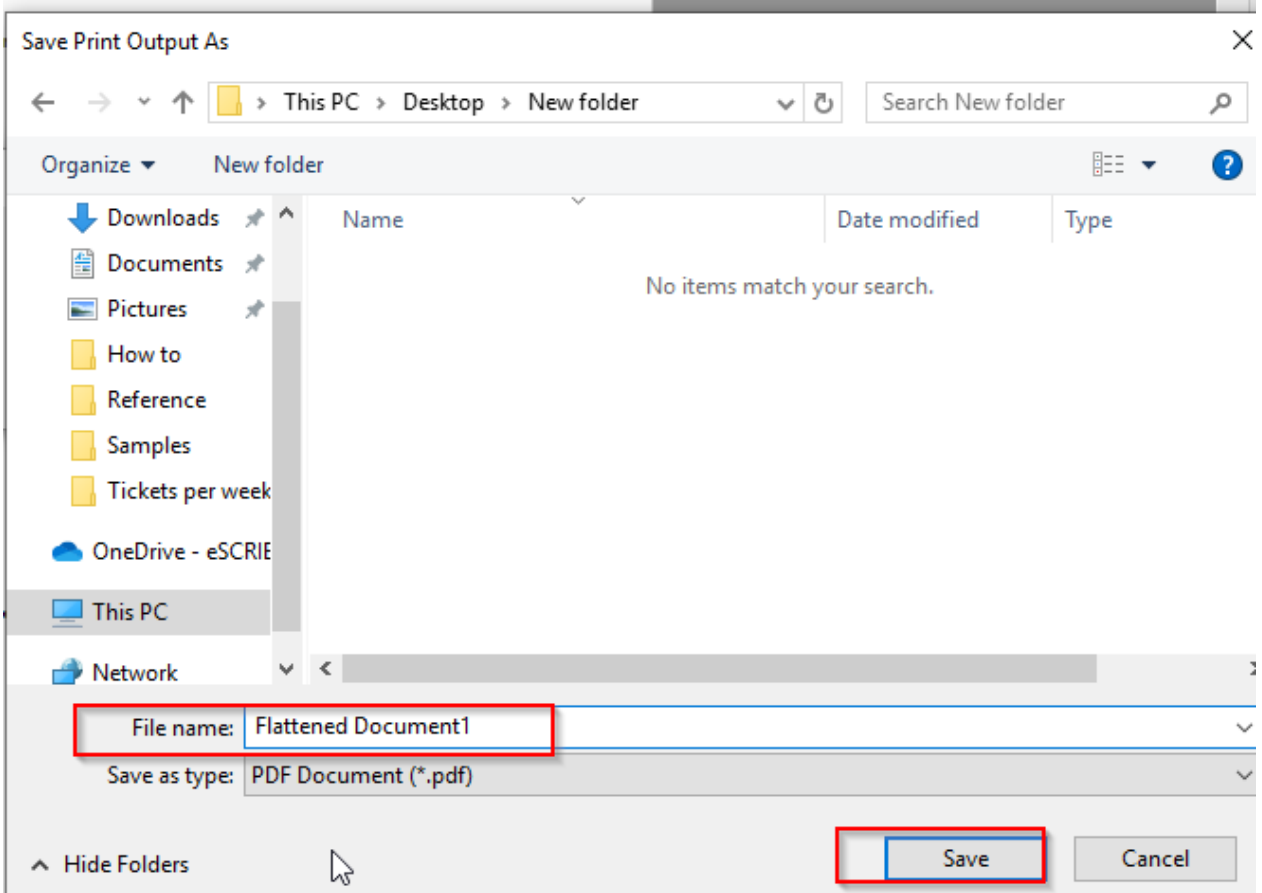 Save Print Output As
This PC > Desktop > New folder
Search New folder
Organize
New folder
Name
Date modified
Type
No items match your search.
Downloads
Documents
Pictures
How to
Reference
Samples
Tickets per week
OneDrive - eSCRIE
This PC
Network
File name: Flattened Document1
Save as type: PDF Document (*.pdf)
Hide Folders
Save
Cancel